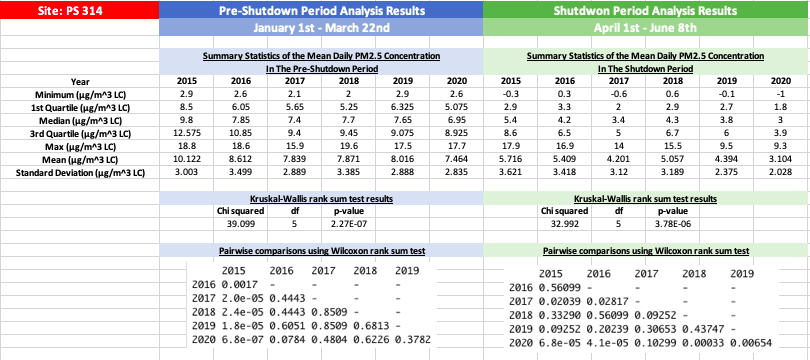 Site: PS 314 Pre-Shutdown Period Analysis Results Shutdwon Period Analysis Results
January 1st - March 22nd April 1st - June 8th
Summary Statistics of the Mean Daily PM2.5 Concentration Summary Statistics of the Mean Daily PM2.5 Concentration
In The Pre-Shutdown Period In The Shutdown Period
Year 2015 2016 2017 2018 2019 2020 2015 2016 2017 2018 2019 2020
Minimum (µg/m^3 LC) 2.9 2.6 2.1 2 2.9 2.6 -0.3 0.3 -0.6 0.6 -0.1 -1
1st Quartile (µg/m^3 LC) 8.5 6.05 5.65 5.25 6.325 5.075 2.9 3.3 2 2.9 2.7 1.8
Median (µg/m^3 LC) 9.8 7.85 7.4 7.7 7.65 6.95 5.4 4.2 3.4 4.3 3.8 3
3rd Quartile (µg/m^3 LC) 12.575 10.85 9.4 9.45 9.075 8.925 8.6 6.5 5 6.7 6 3.9
Max (µg/m^3 LC) 18.8 18.6 15.9 19.6 17.5 17.7 17.9 16.9 14 15.5 9.5 9.3
Mean (µg/m^3 LC) 10.122 8.612 7.839 7.871 8.016 7.464 5.716 5.409 4.201 5.057 4.394 3.104
Standard Deviation (µg/m^3 LC) 3.003 3.499 2.889 3.385 2.888 2.835 3.621 3.418 3.12 3.189 2.375 2.028
Kruskal-Wallis rank sum test results Kruskal-Wallis rank sum test results
Chi squared df p-value Chi squared df p-value
39.099 5 2.27E-07 32.992 5 3.78E-06
Pairwise comparisons using Wilcoxon rank sum test Pairwise comparisons using Wilcoxon rank sum test
2015 2016 2017 2018 2019 2015 2016 2017 2018 2019
2016 0.0017 - - - - 2016 0.56099 - - - -
2017 2.0e-05 0.4443 - - - 2017 0.02039 0.02817 - - -
2018 2.4e-05 0.4443 0.8509 - - 2018 0.33290 0.56099 0.09252 - -
2019 1.8e-05 0.6051 0.8509 0.6813 - 2019 0.09252 0.20239 0.30653 0.43747 -
2020 6.8e-07 0.0784 0.4804 0.6226 0.3782 2020 6.8e-05 4.1e-05 0.10299 0.00033 0.00654